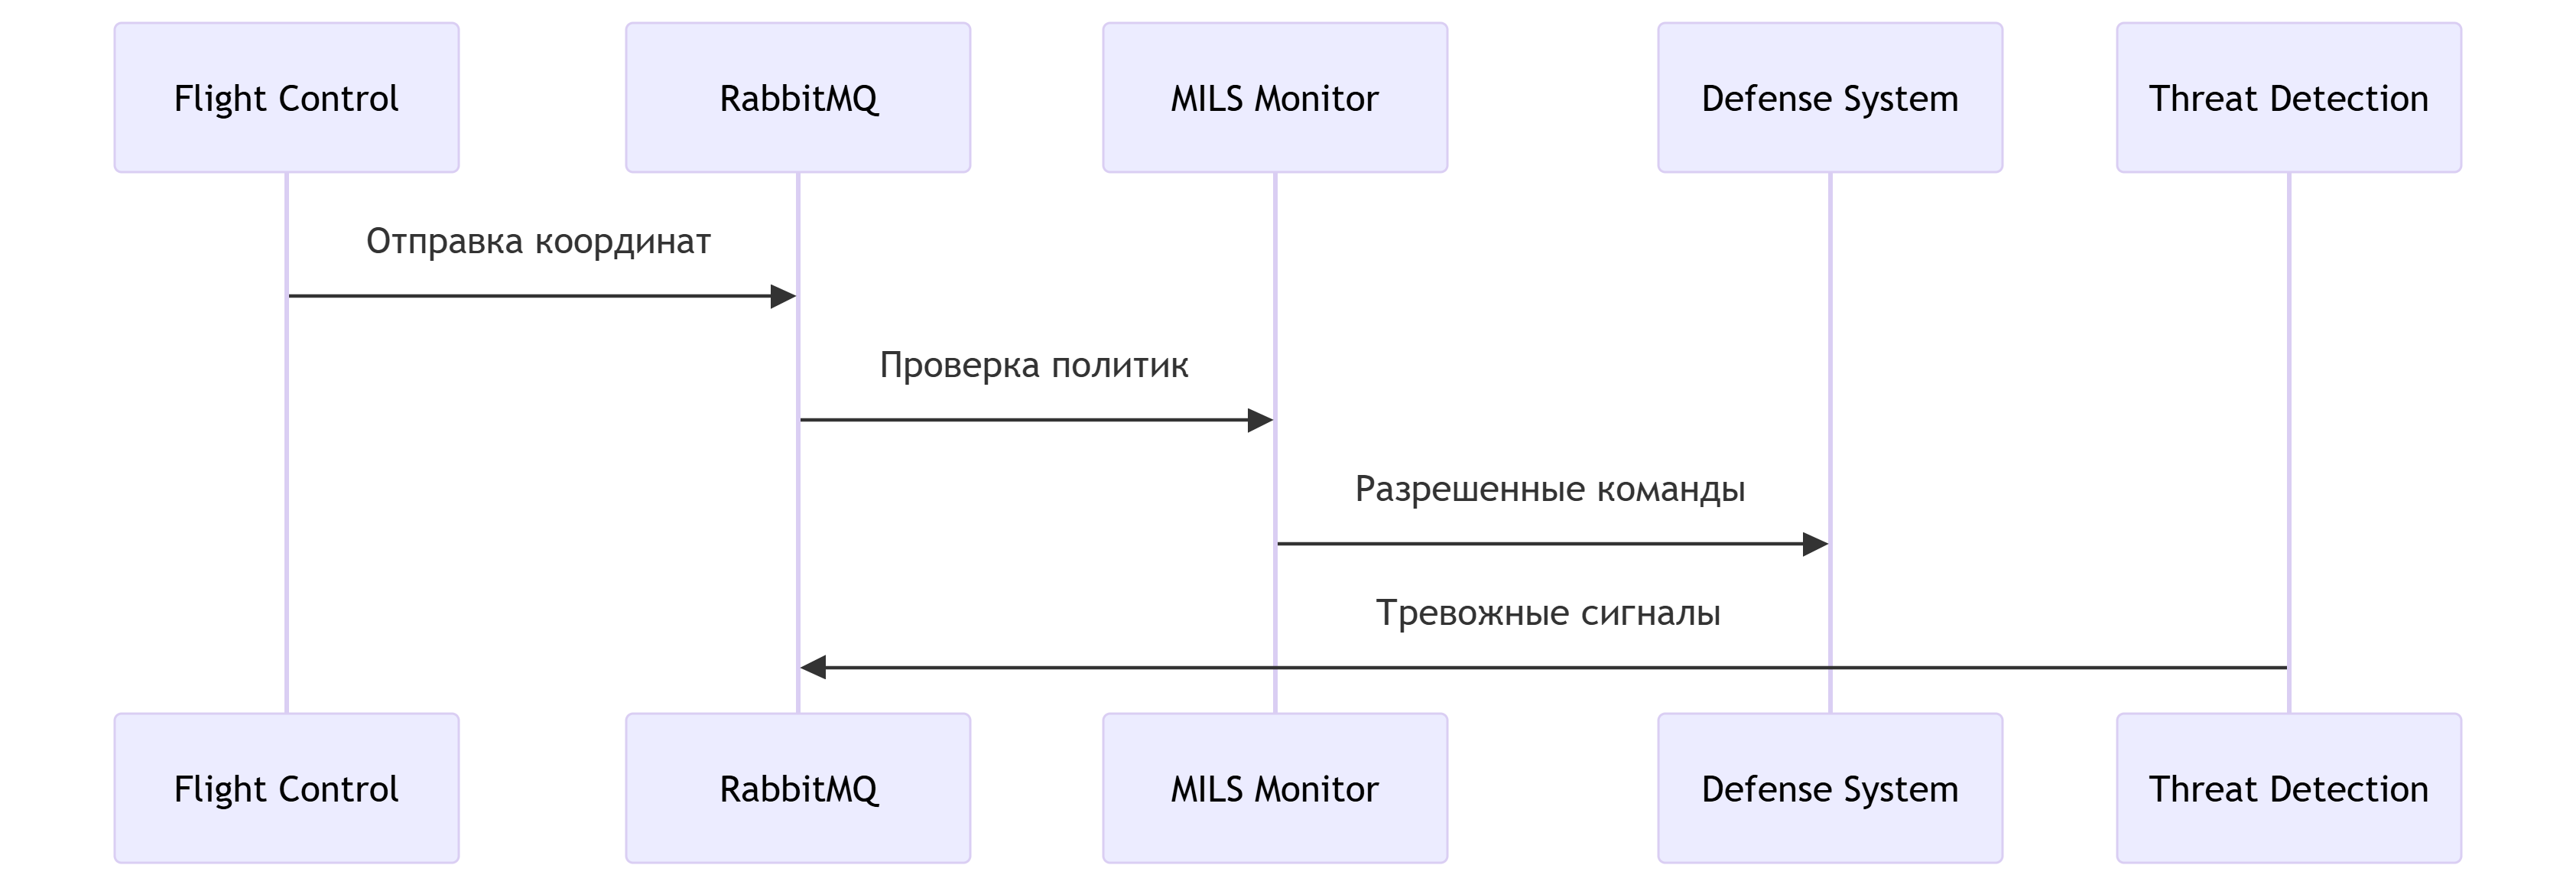 Flight Control
RabbitMQ
MILS Monitor
Defense System
Threat Detection
Отправка координат
Проверка политик
Разрешенные команды
Тревожные сигналы
Flight Control
RabbitMQ
MILS Monitor
Defense System
Threat Detection